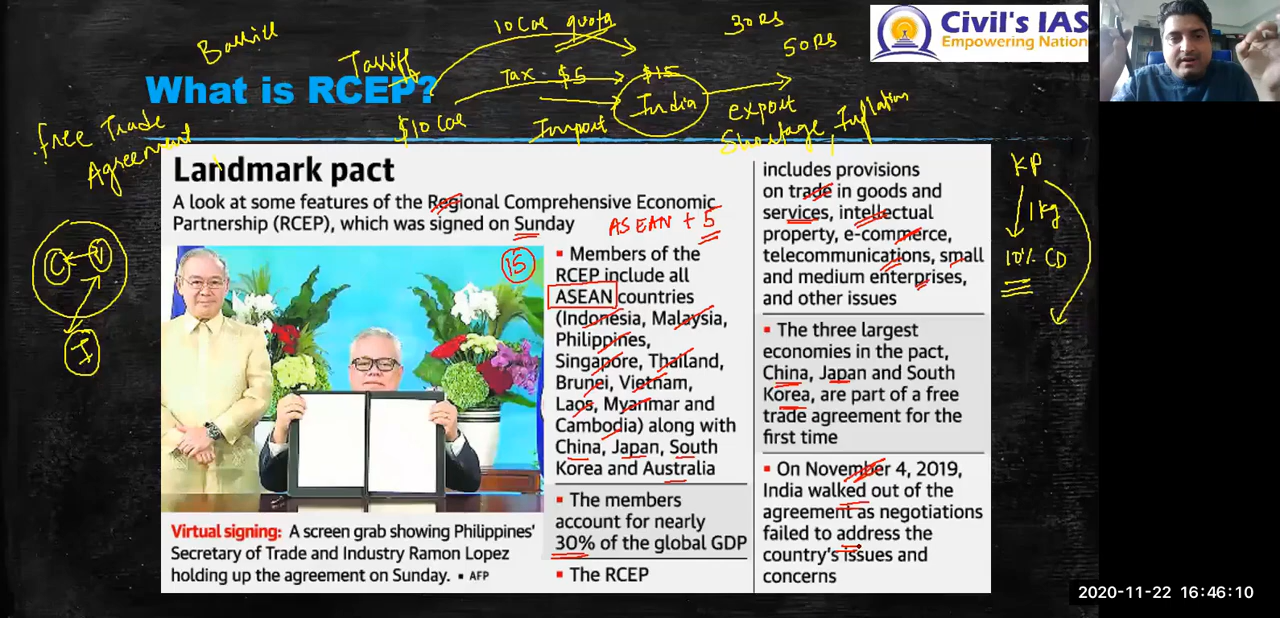 10 Car quota
30 RS
50 RS
Civil's IAS
Empowering Nation
Tariff
Tax - $5
$15
What is RCEP?
India
export
$10 Car
Import
Shortage, Inflation
Free Trade
Agreement
Landmark pact
A look at some features of the Regional Comprehensive Economic
Partnership (RCEP), which was signed on Sunday
ASEAN + 5
15
▪ Members of the
RCEP include all
ASEAN countries
(Indonesia, Malaysia,
Philippines,
Singapore, Thailand,
Brunei, Vietnam,
Laos, Myanmar and
Cambodia) along with
China, Japan, South
Korea and Australia
▪ The members
account for nearly
30% of the global GDP
▪ The RCEP
includes provisions
on trade in goods and
services, intellectual
property, e-commerce,
telecommunications, small
and medium enterprises,
and other issues
▪ The three largest
economies in the pact,
China, Japan and South
Korea, are part of a free
trade agreement for the
first time
▪ On November 4, 2019,
India walked out of the
agreement as negotiations
failed to address the
country's issues and
concerns
Virtual signing: A screen grab showing Philippines'
Secretary of Trade and Industry Ramon Lopez
holding up the agreement on Sunday. ▪ AFP
C
V
I
KP
1 kg
10% CD
2020-11-22 16:46:10